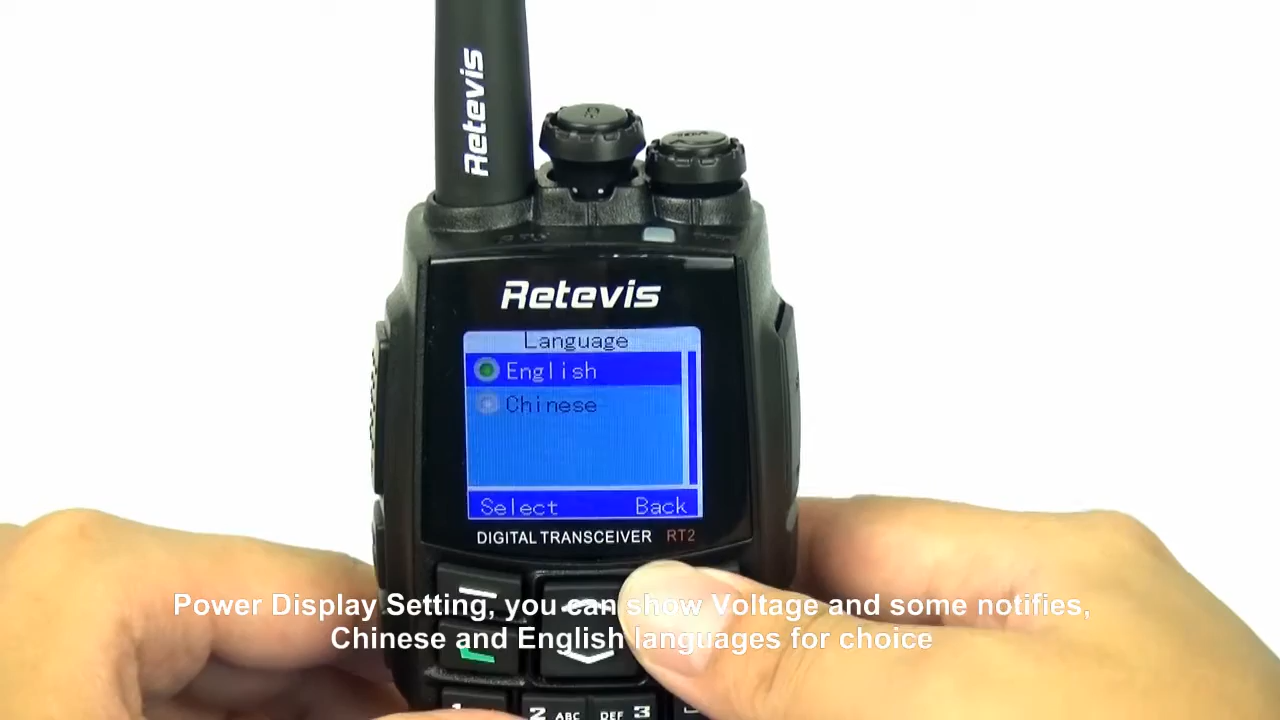 Retevis
Retevis
Language
English
Chinese
Select Back
DIGITAL TRANSCEIVER RT2
Power Display Setting, you can show Voltage and some notifies,
Chinese and English languages for choice
1 2 ABC DEF 3